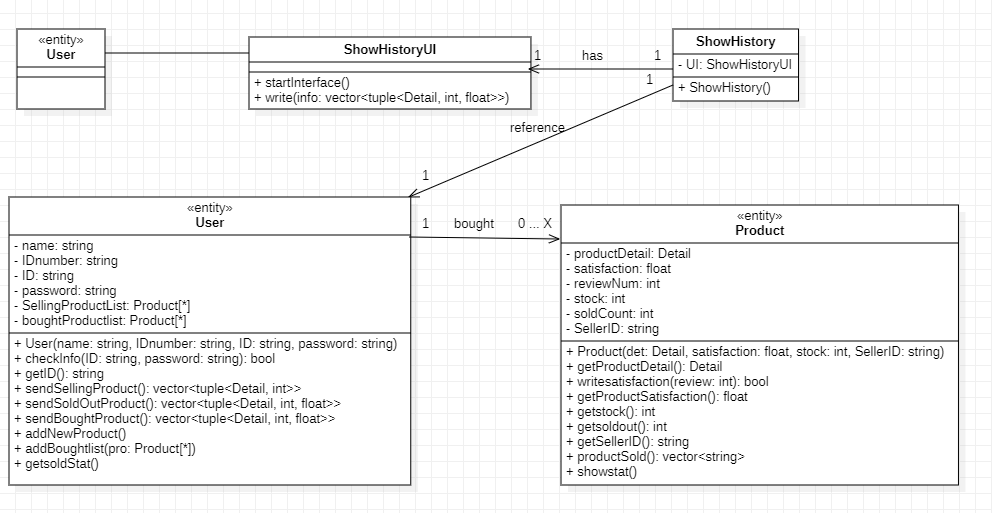 «entity»
User
ShowHistoryUI
+ startInterface()
+ write(info: vector<tuple<Detail, int, float>>)
1
has
1
ShowHistory
- UI: ShowHistoryUI
+ ShowHistory()
1
reference
1
«entity»
User
- name: string
- IDnumber: string
- ID: string
- password: string
- SellingProductList: Product[*]
- boughtProductlist: Product[*]
+ User(name: string, IDnumber: string, ID: string, password: string)
+ checkInfo(ID: string, password: string): bool
+ getID(): string
+ sendSellingProduct(): vector<tuple<Detail, int>>
+ sendSoldOutProduct(): vector<tuple<Detail, int, float>>
+ sendBoughtProduct(): vector<tuple<Detail, int, float>>
+ addNewProduct()
+ addBoughtlist(pro: Product[*])
+ getsoldStat()
1
bought
0 ... X
«entity»
Product
- productDetail: Detail
- satisfaction: float
- reviewNum: int
- stock: int
- soldCount: int
- SellerID: string
+ Product(det: Detail, satisfaction: float, stock: int, SellerID: string)
+ getProductDetail(): Detail
+ writesatisfaction(review: int): bool
+ getProductSatisfaction(): float
+ getstock(): int
+ getsoldout(): int
+ getSellerID(): string
+ productSold(): vector<string>
+ showstat()